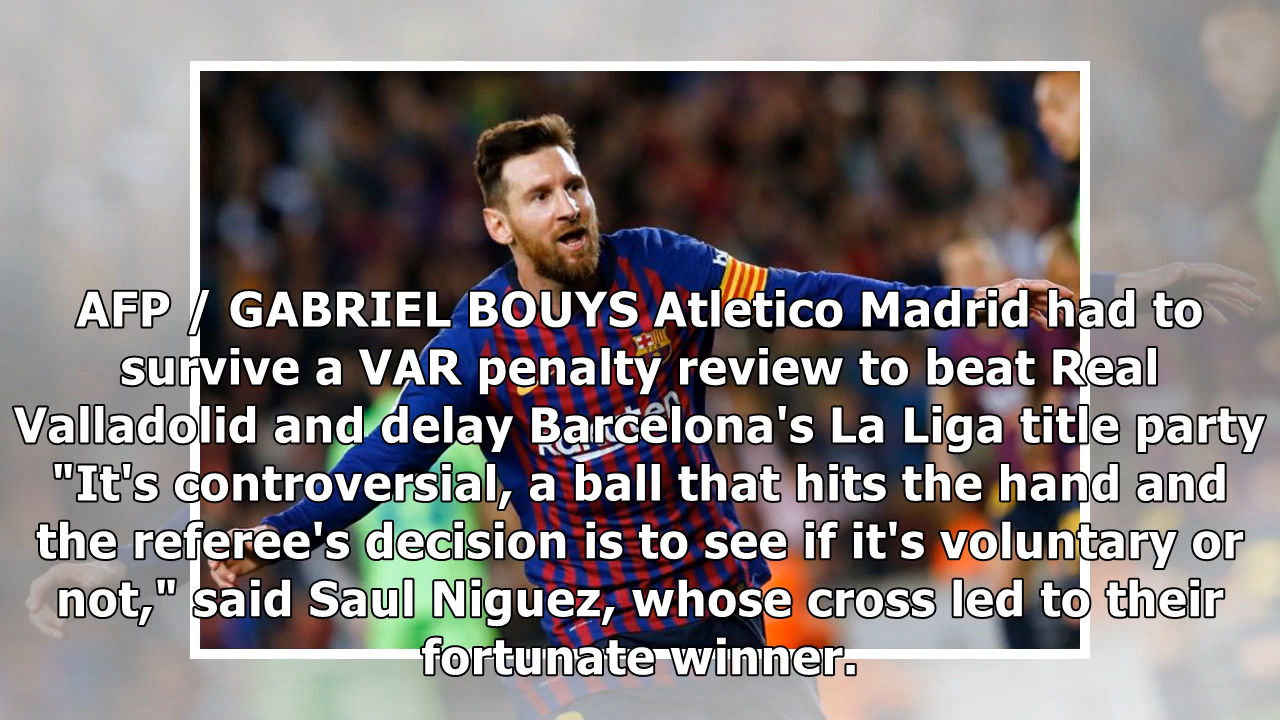 AFP / GABRIEL BOUYS Atletico Madrid had to
survive a VAR penalty review to beat Real
Valladolid and delay Barcelona's La Liga title party
"It's controversial, a ball that hits the hand and
the referee's decision is to see if it's voluntary or
not," said Saul Niguez, whose cross led to their
fortunate winner.